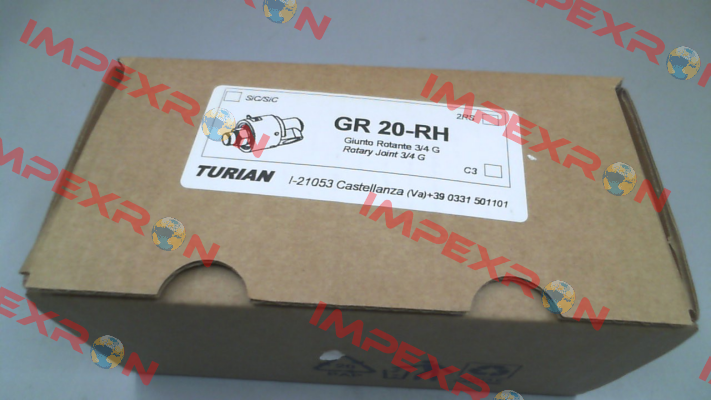 SiC/SiC
2RS
GR 20-RH
Giunto Rotante 3/4 G
Rotary Joint 3/4 G
C3
TURIAN
I-21053 Castellanza (Va)+39 0331 501101
IMPEXRON
IMPEXRON
IMPEXRON
IMPEXRON
IMPEXRON
IMPEXRON